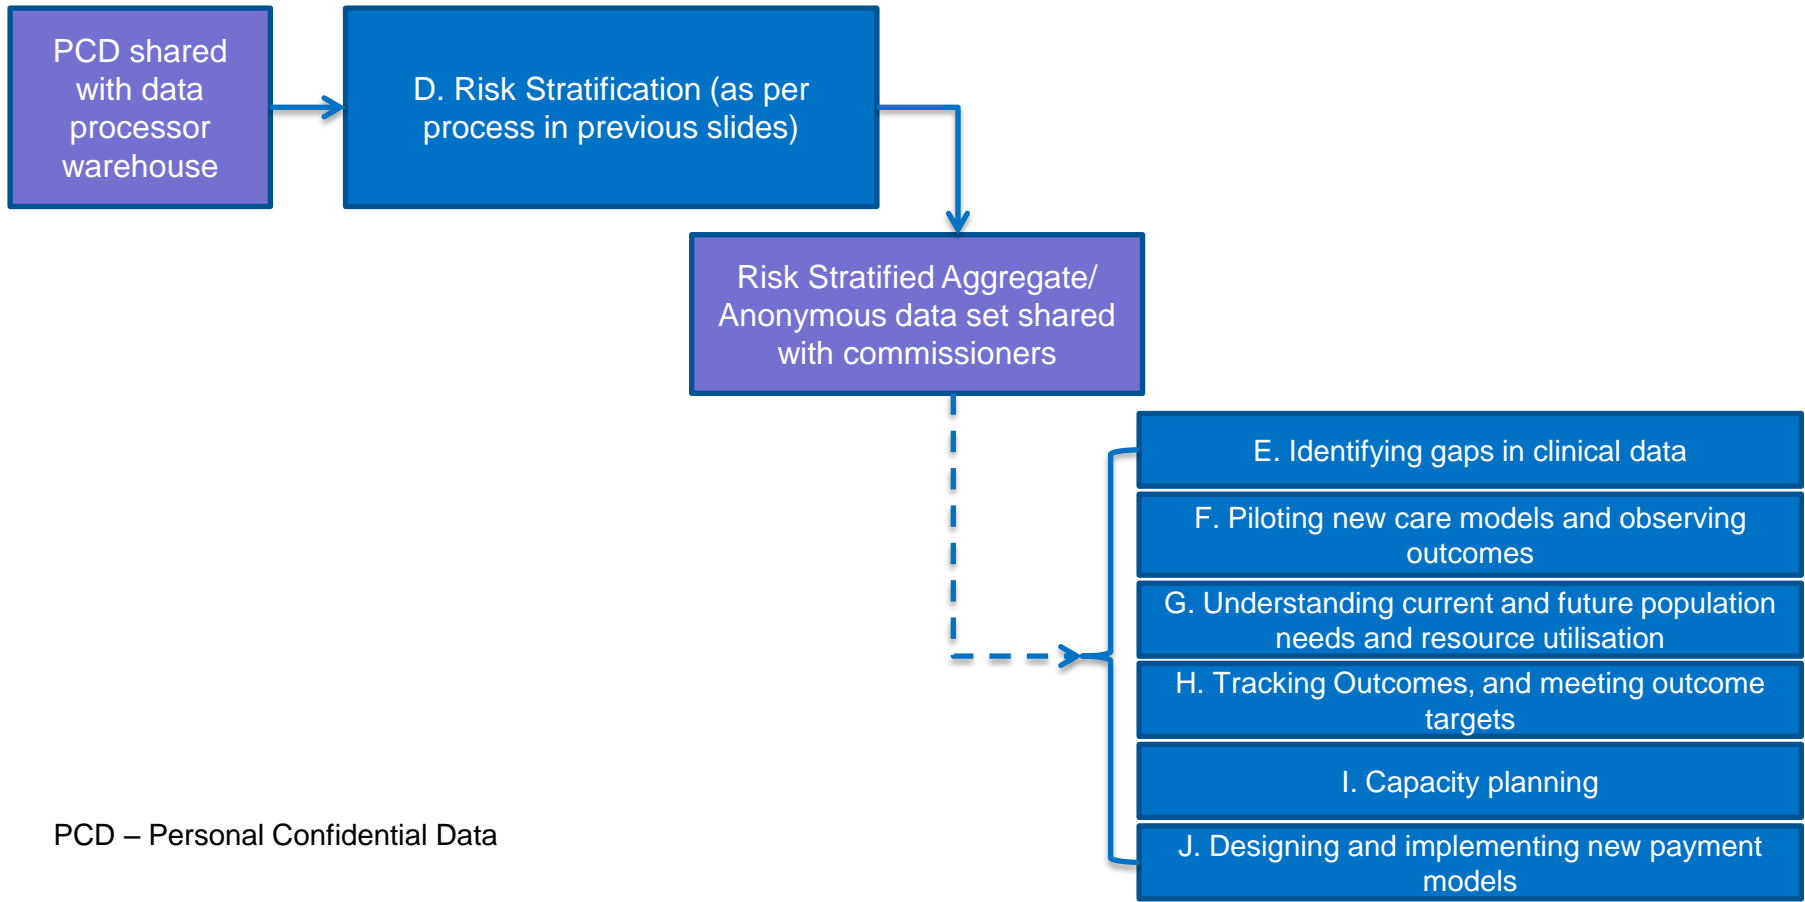 PCD shared
with data
processor
warehouse
D. Risk Stratification (as per
process in previous slides)
Risk Stratified Aggregate/
Anonymous data set shared
with commissioners
E. Identifying gaps in clinical data
F. Piloting new care models and observing
outcomes
G. Understanding current and future population
needs and resource utilisation
H. Tracking Outcomes, and meeting outcome
targets
I. Capacity planning
J. Designing and implementing new payment
models
PCD – Personal Confidential Data